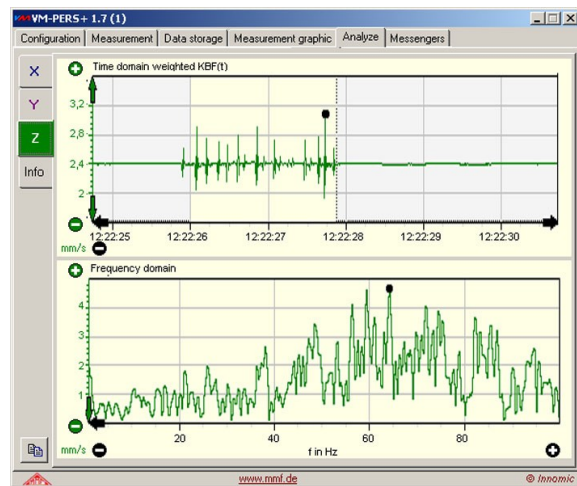 VM-PERS+ 1.7 (1)
Configuration Measurement Data storage Measurement graphic Analyze Messengers
X
Y
Z
Info
Time domain weighted KBF(t)
3,2
2,8
2,4
2
12:22:25 12:22:26 12:22:27 12:22:28 12:22:29 12:22:30
mm/s
Frequency domain
4
3
2
1
20 40 60 80
mm/s f in Hz
www.mmf.de © Innomic